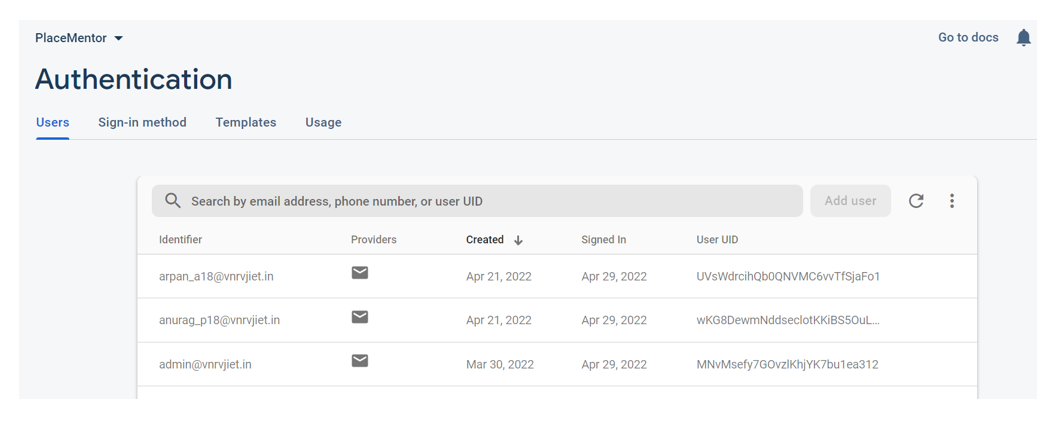 PlaceMentor Go to docs
Authentication
Users Sign-in method Templates Usage
Search by email address, phone number, or user UID Add user
Identifier Providers Created Signed In User UID
arpan_a18@vnrvjiet.in Apr 21, 2022 Apr 29, 2022 UVsWdrcihQb0QNVMC6vvTfSjaFo1
anurag_p18@vnrvjiet.in Apr 21, 2022 Apr 29, 2022 wKG8DewmNddseclotKKiBS5OuL...
admin@vnrvjiet.in Mar 30, 2022 Apr 29, 2022 MNvMsefy7GOvzlKhjYK7bu1ea312